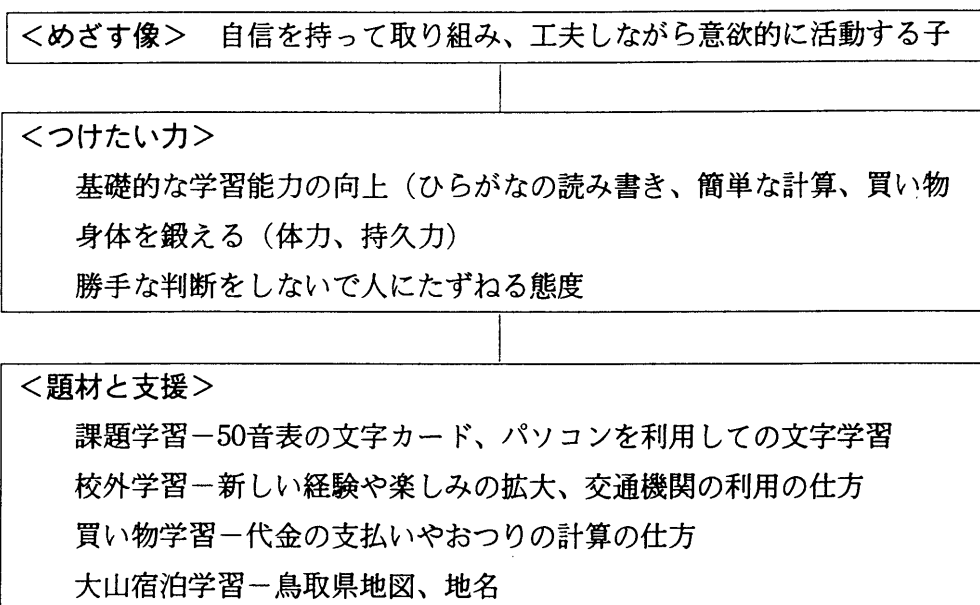 <めざす像> 自信を持って取り組み、工夫しながら意欲的に活動する子
<つけたい力>
基礎的な学習能力の向上（ひらがなの読み書き、簡単な計算、買い物
身体を鍛える（体力、持久力）
勝手な判断をしないで人にたずねる態度
<題材と支援>
課題学習－50音表の文字カード、パソコンを利用しての文字学習
校外学習－新しい経験や楽しみの拡大、交通機関の利用の仕方
買い物学習－代金の支払いやおつりの計算の仕方
大山宿泊学習－鳥取県地図、地名